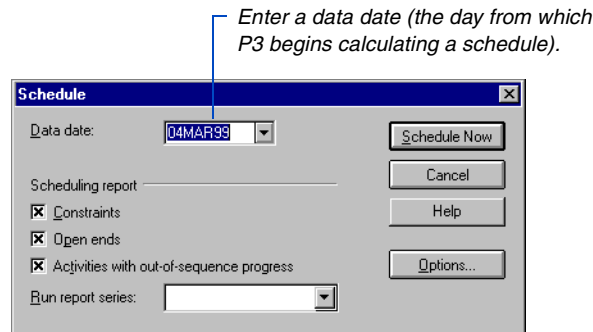 Enter a data date (the day from which
P3 begins calculating a schedule).
Schedule
Data date:
04MAR99
Schedule Now
Cancel
Scheduling report
Help
Constraints
Open ends
Activities with out-of-sequence progress
Options...
Run report series: